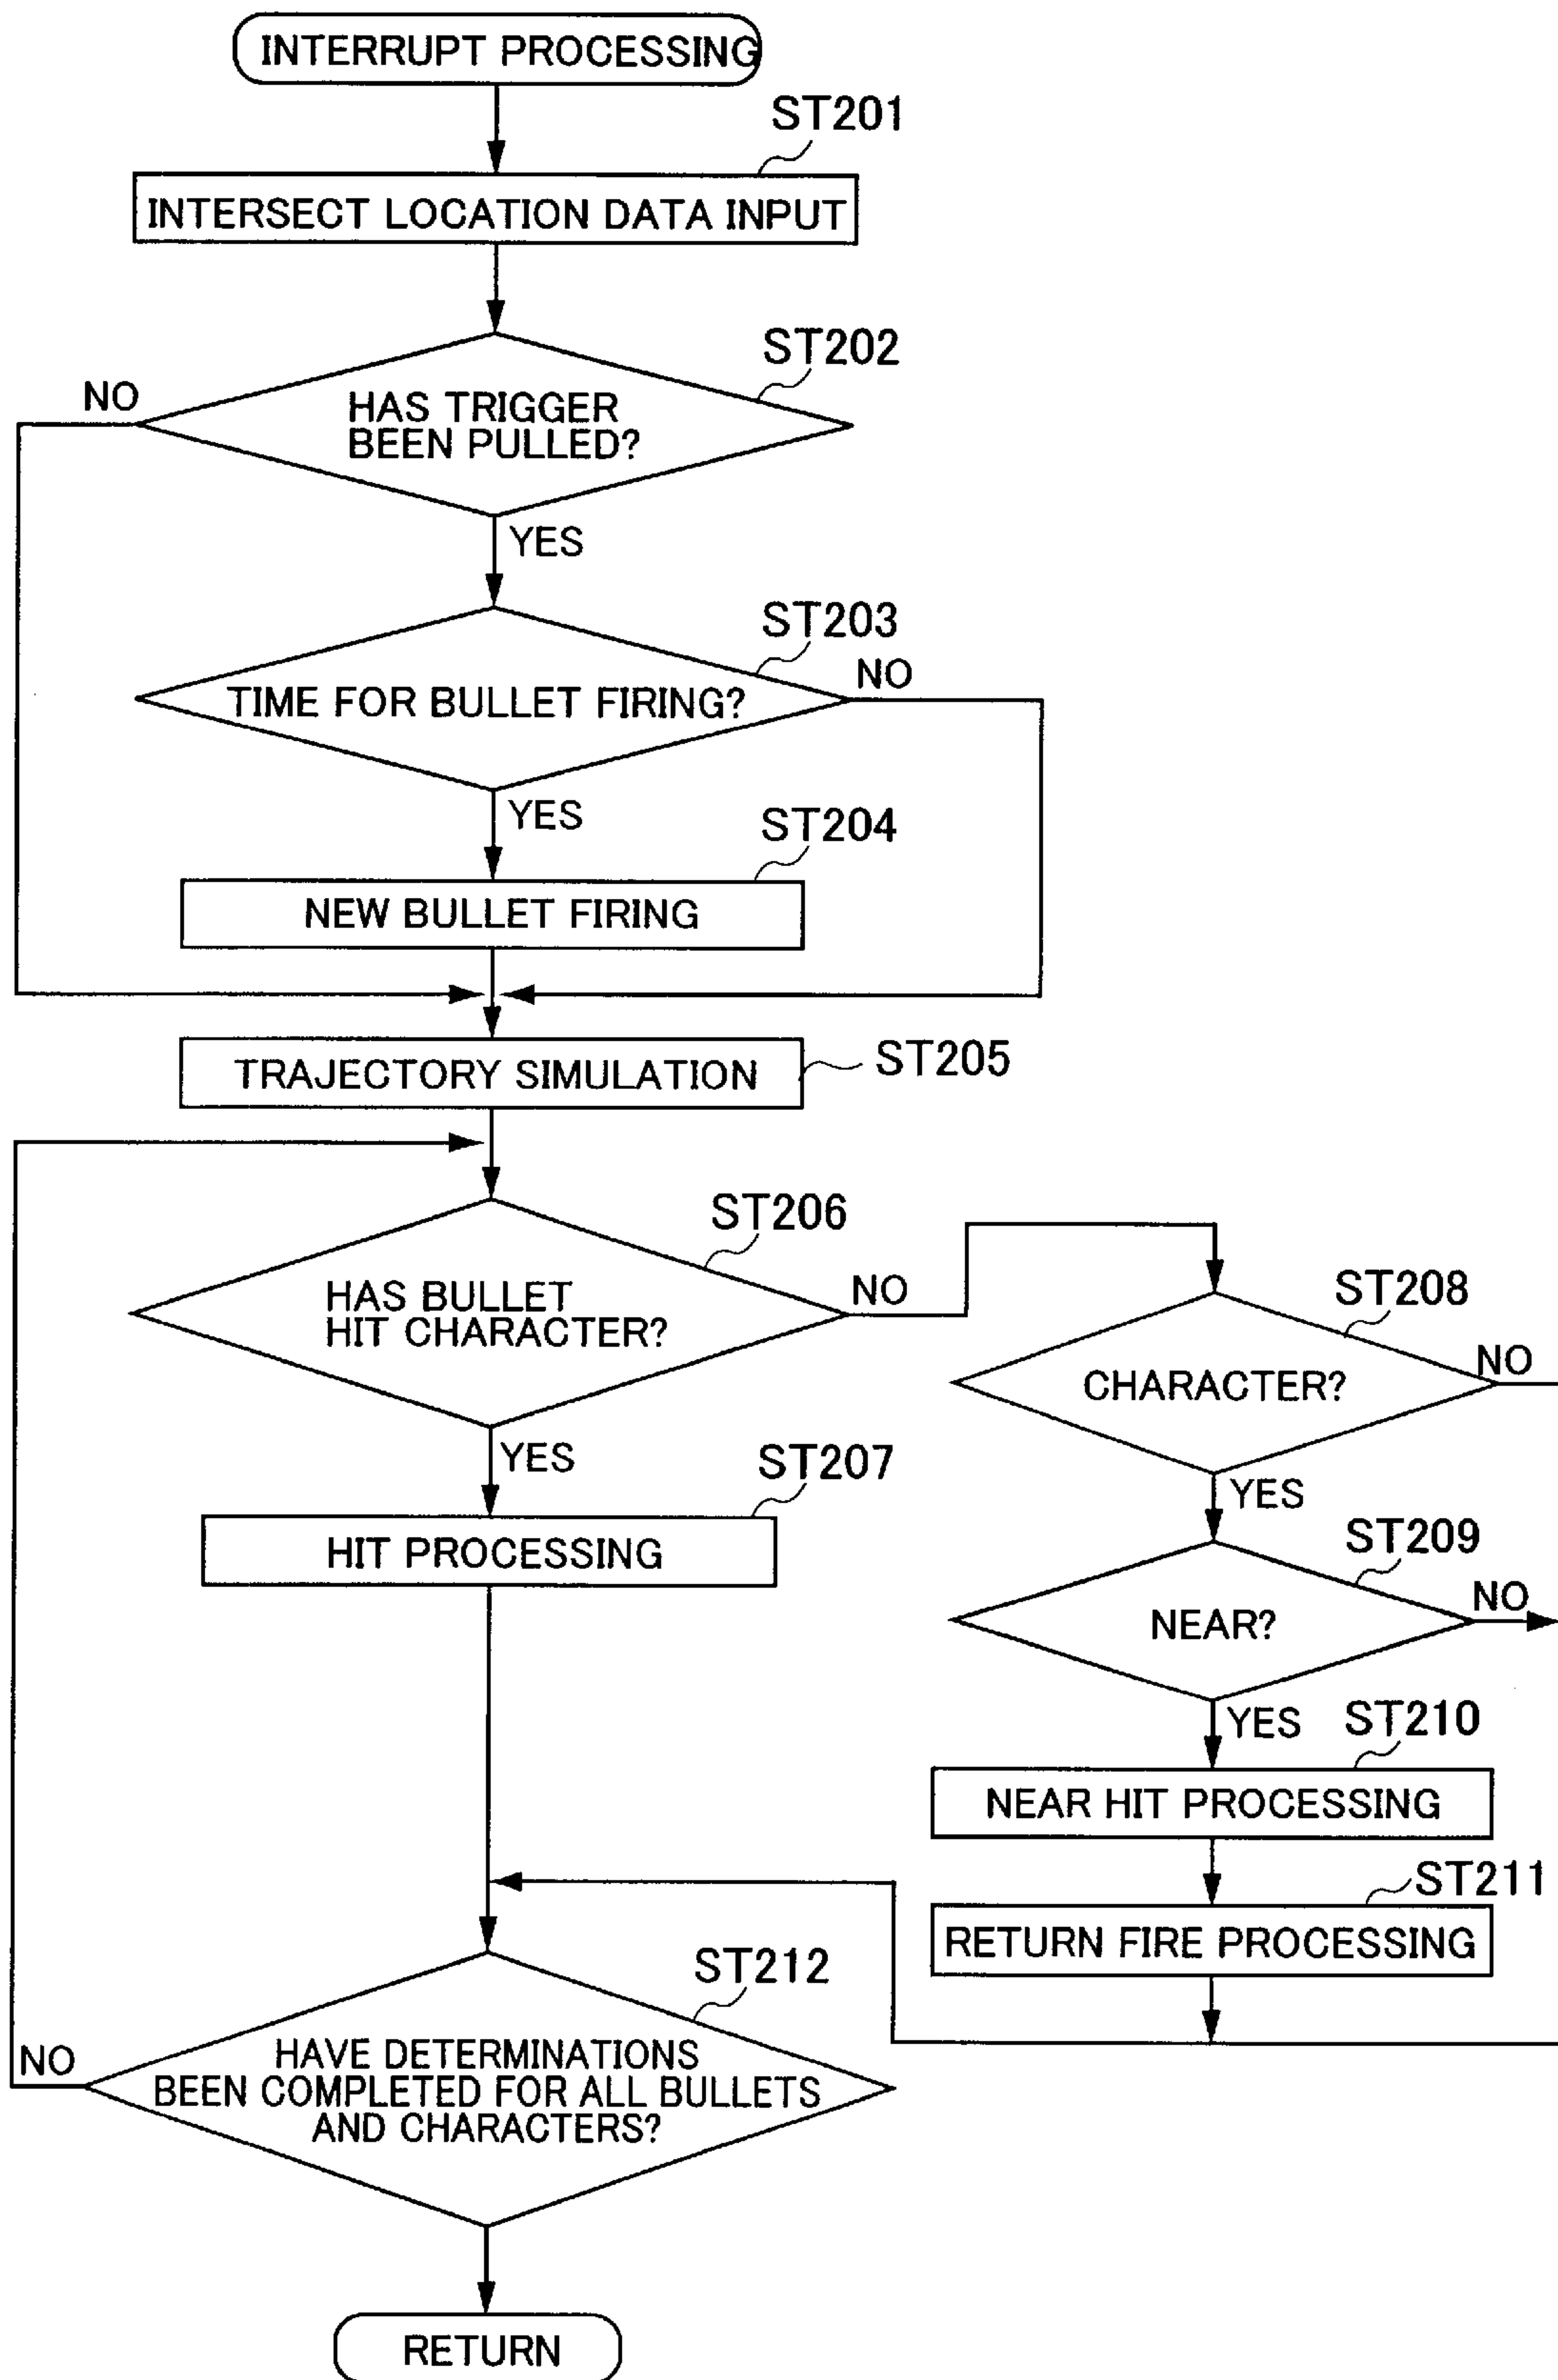 INTERRUPT PROCESSING
ST201
INTERSECT LOCATION DATA INPUT
ST202
NO
HAS TRIGGER
BEEN PULLED?
YES
ST203
NO
TIME FOR BULLET FIRING?
YES
ST204
NEW BULLET FIRING
TRAJECTORY SIMULATION
ST205
ST206
NO
HAS BULLET
HIT CHARACTER?
YES
ST207
HIT PROCESSING
ST208
NO
CHARACTER?
YES
ST209
NO
NEAR?
YES
ST210
NEAR HIT PROCESSING
ST211
RETURN FIRE PROCESSING
ST212
NO
HAVE DETERMINATIONS
BEEN COMPLETED FOR ALL BULLETS
AND CHARACTERS?
RETURN